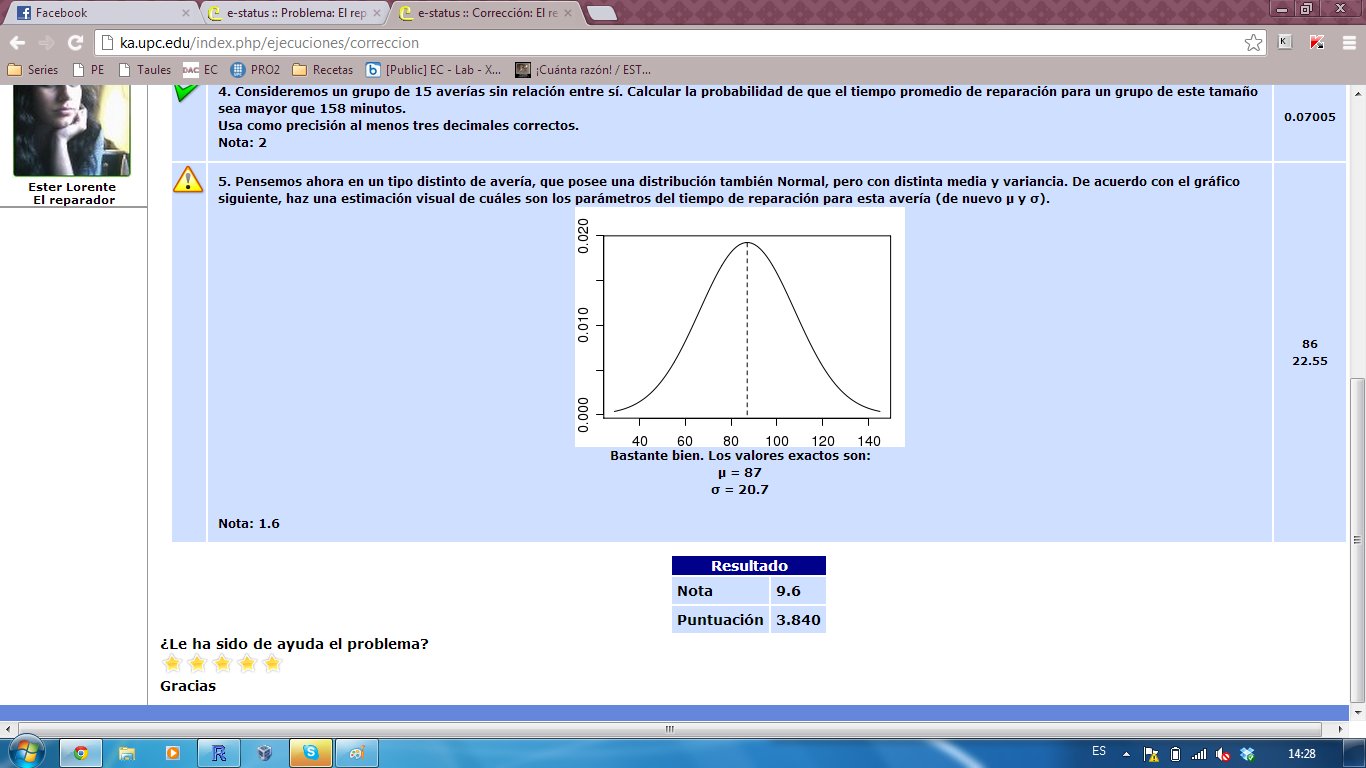 Facebook
e-status :: Problema: El rep
e-status :: Corrección: El re
ka.upc.edu/index.php/ejecuciones/correccion
Series
PE
Taules
DAC EC
PRO2
Recetas
[Public] EC - Lab - X...
¡Cuánta razón! / EST...
Ester Lorente
El reparador
4. Consideremos un grupo de 15 averías sin relación entre sí. Calcular la probabilidad de que el tiempo promedio de reparación para un grupo de este tamaño
sea mayor que 158 minutos.
Usa como precisión al menos tres decimales correctos.
Nota: 2
0.07005
5. Pensemos ahora en un tipo distinto de avería, que posee una distribución también Normal, pero con distinta media y variancia. De acuerdo con el gráfico
siguiente, haz una estimación visual de cuáles son los parámetros del tiempo de reparación para esta avería (de nuevo μ y σ).
0.020
0.010
0.000
40 60 80 100 120 140
Bastante bien. Los valores exactos son:
μ = 87
σ = 20.7
Nota: 1.6
86
22.55
Resultado
Nota 9.6
Puntuación 3.840
¿Le ha sido de ayuda el problema?
Gracias
ES
14:28